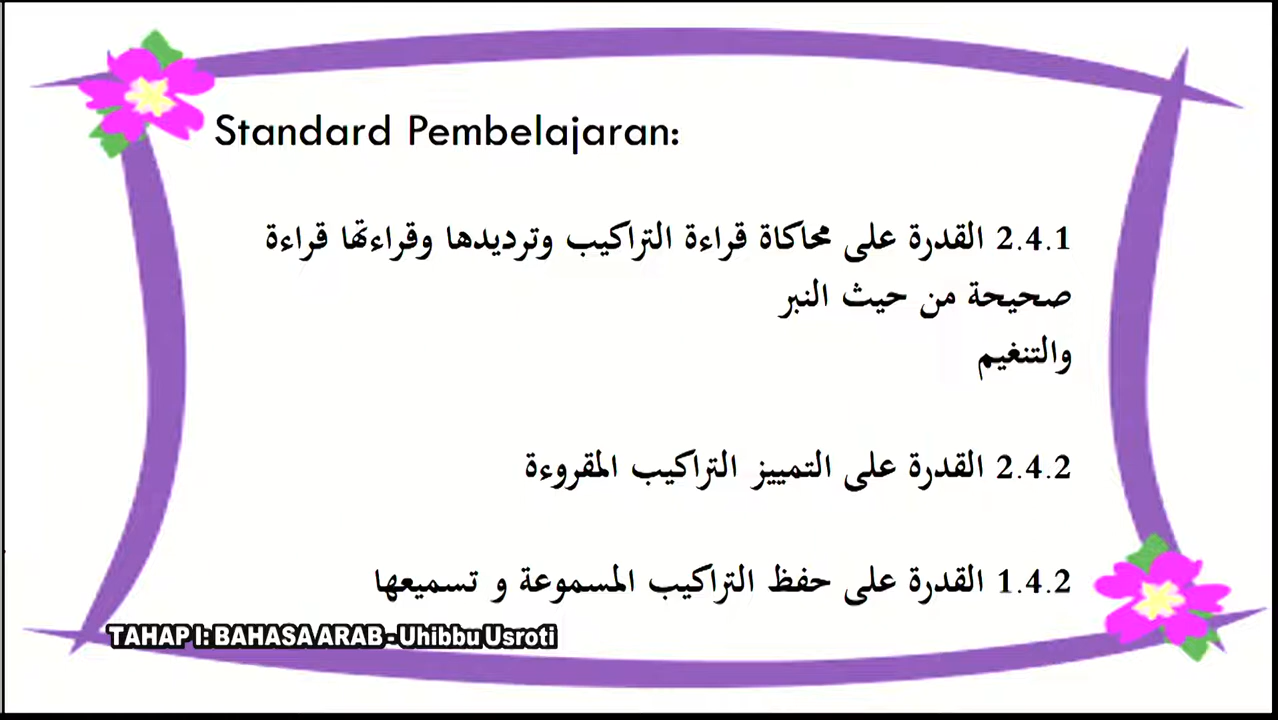 Standard Pembelajaran:
2.4.1 القدرة على محاكاة قراءة التراكيب وترديدها وقراءتها قراءة
صحيحة من حيث النبر
والتنغيم
2.4.2 القدرة على التمييز التراكيب المقروءة
1.4.2 القدرة على حفظ التراكيب المسموعة و تسميعها
TAHAP I: BAHASA ARAB - Uhibbu Usroti